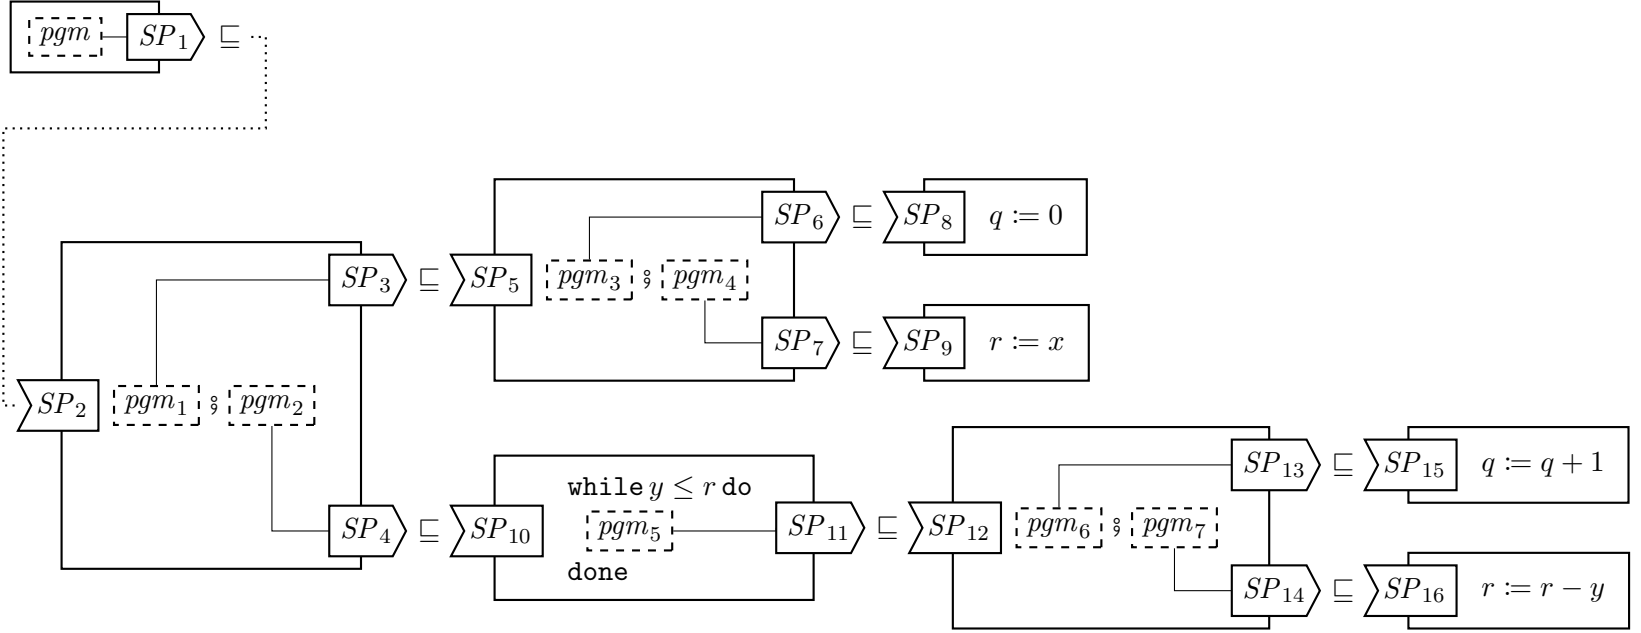 pgm SP₁ ⊑
SP₆ ⊑ SP₈ q := 0
SP₃ ⊑ SP₅ pgm₃ ; pgm₄
SP₇ ⊑ SP₉ r := x
SP₂ pgm₁ ; pgm₂
SP₁₃ ⊑ SP₁₅ q := q + 1
while y ≤ r do
SP₄ ⊑ SP₁₀ pgm₅ SP₁₁ ⊑ SP₁₂ pgm₆ ; pgm₇
done
SP₁₄ ⊑ SP₁₆ r := r − y